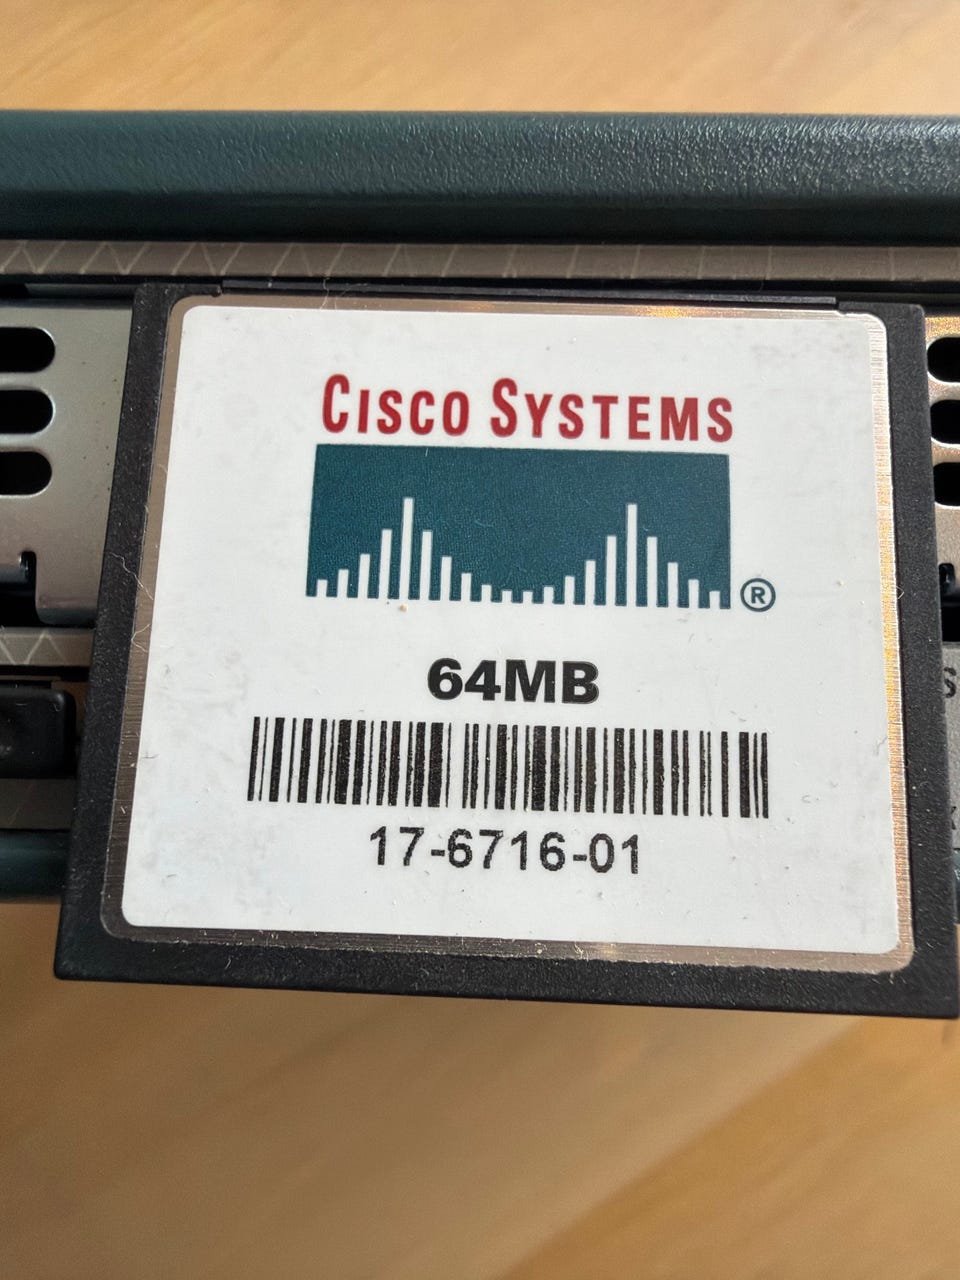 CISCO SYSTEMS
®
64MB
17-6716-01